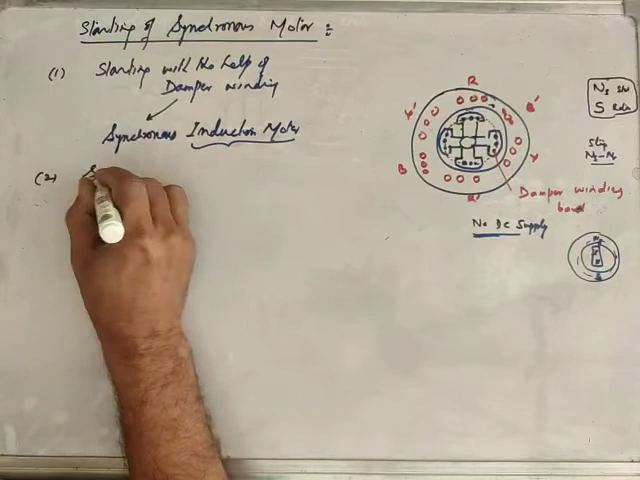 Starting of Synchronous Motor :
(1) Starting with the help of
Damper winding
Synchronous Induction Motor
(2) S
R
Y'
B'
B
Y
R'
Damper winding
No DC Supply
Ns
S
Slip